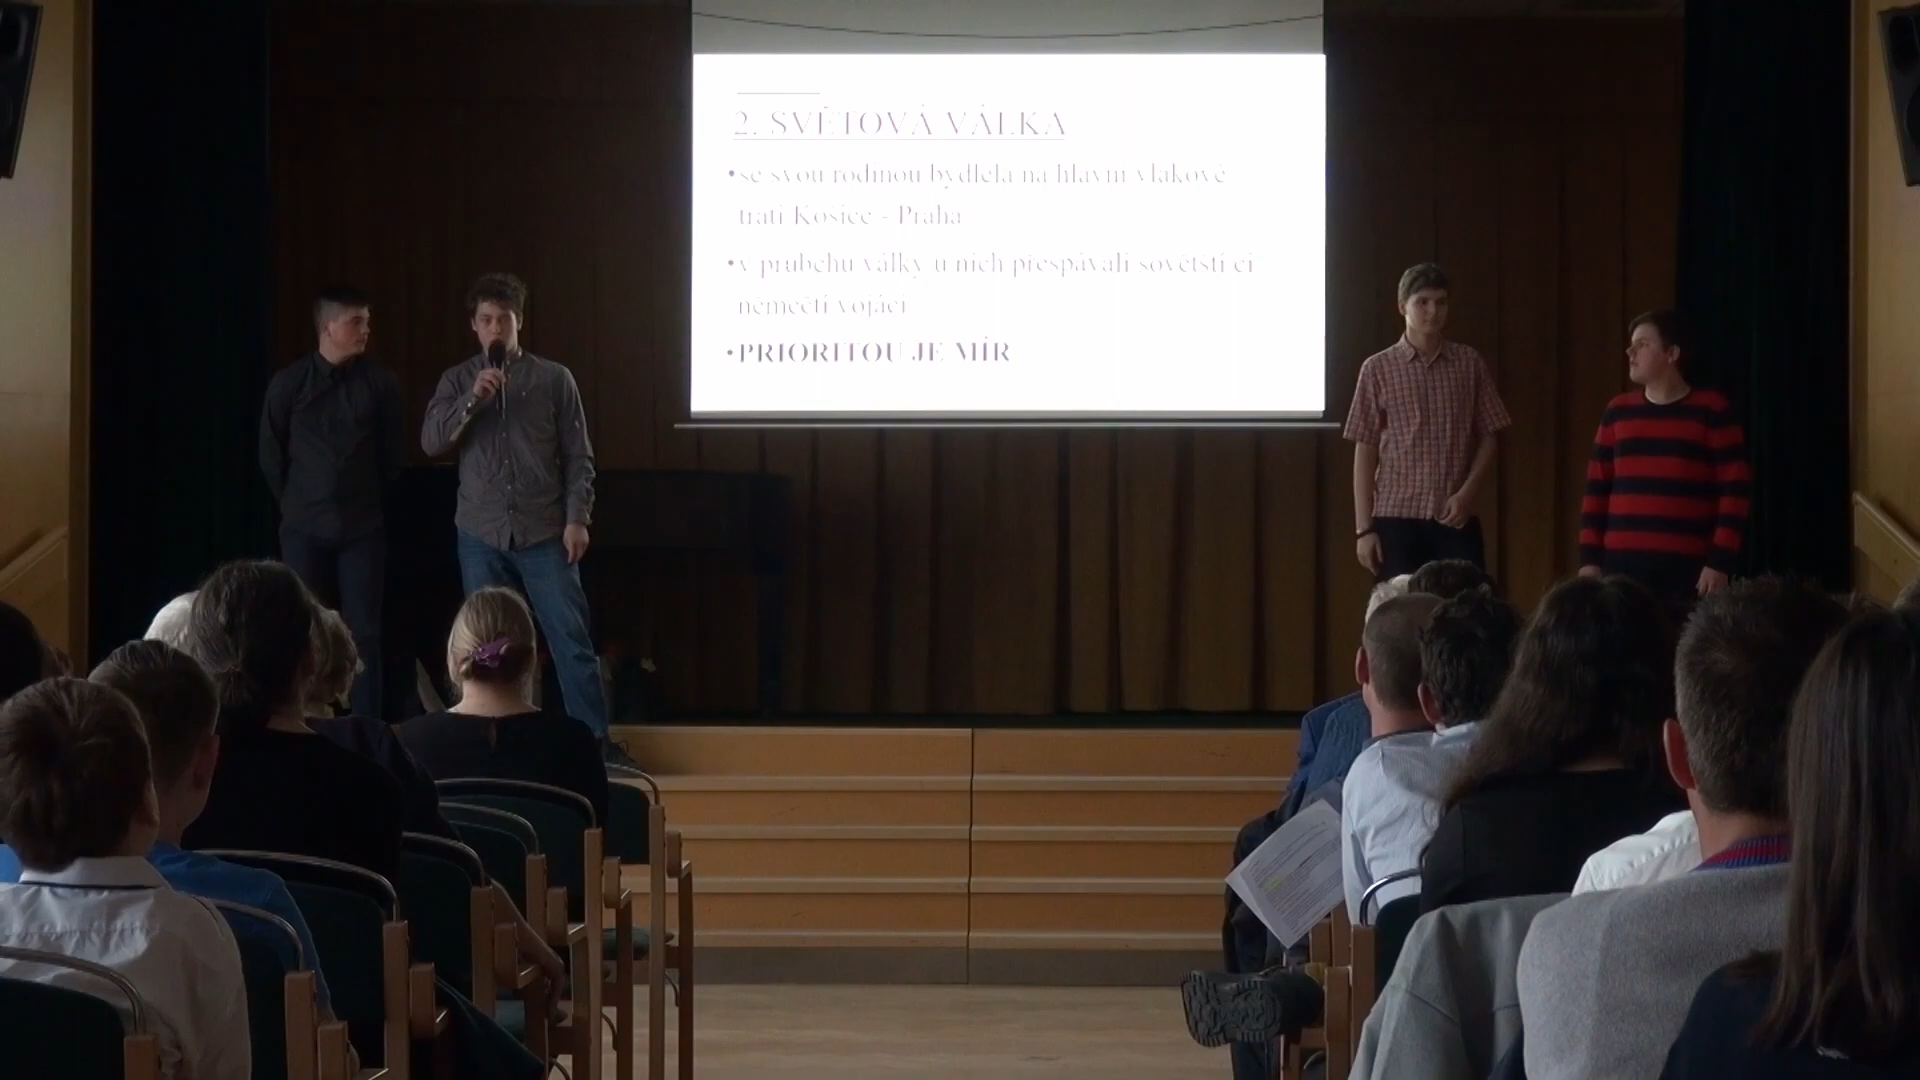 2. SVĚTOVÁ VÁLKA
•se svou rodinou bydlela na hlavní vlakové
trati Košice - Praha
•v průběhu války u nich přespávali sovětští či
němečtí vojáci
•PRIORITOU JE MÍR